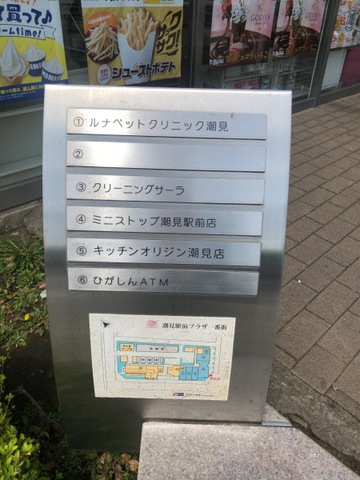 シューストポテト
GODIVA
① ルナペットクリニック潮見
②
③ クリーニングサーラ
④ ミニストップ潮見駅前店
⑤ キッチンオリジン潮見店
⑥ ひがしんATM
潮見駅前プラザ一番街